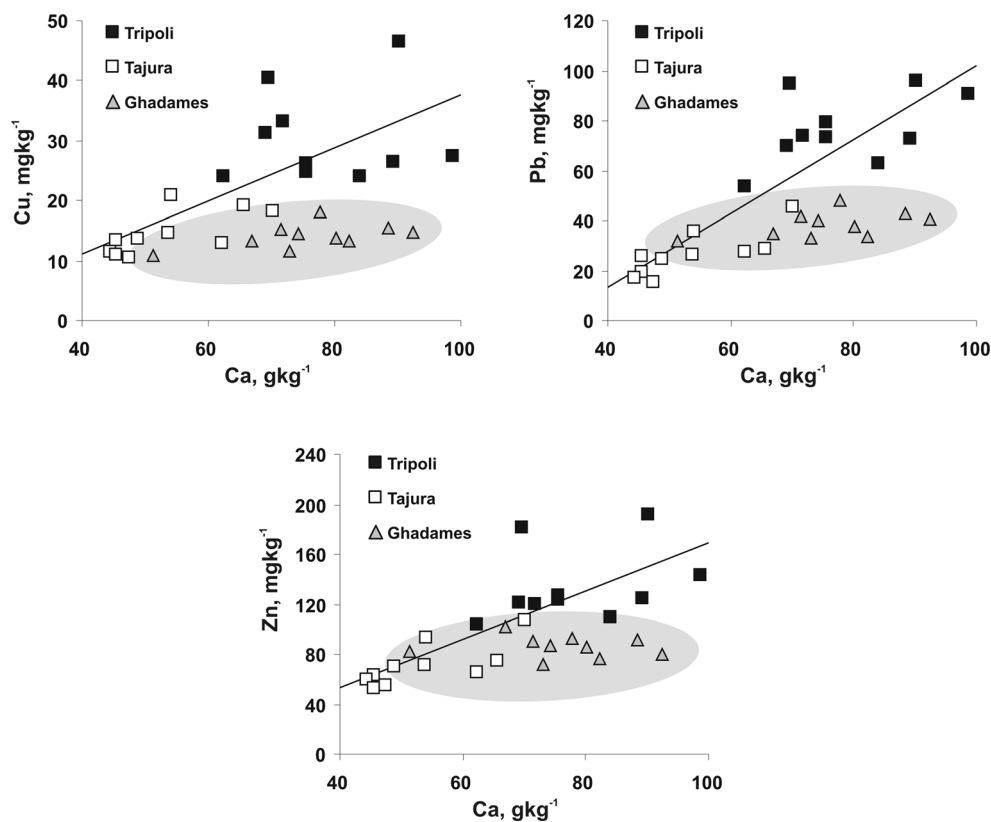 50
40
30
20
10
0
Cu, mgkg-1
Tripoli
Tajura
Ghadames
40 60 80 100
Ca, gkg-1
120
100
80
60
40
20
0
Pb, mgkg-1
Tripoli
Tajura
Ghadames
40 60 80 100
Ca, gkg-1
240
200
160
120
80
40
0
Zn, mgkg-1
Tripoli
Tajura
Ghadames
40 60 80 100
Ca, gkg-1